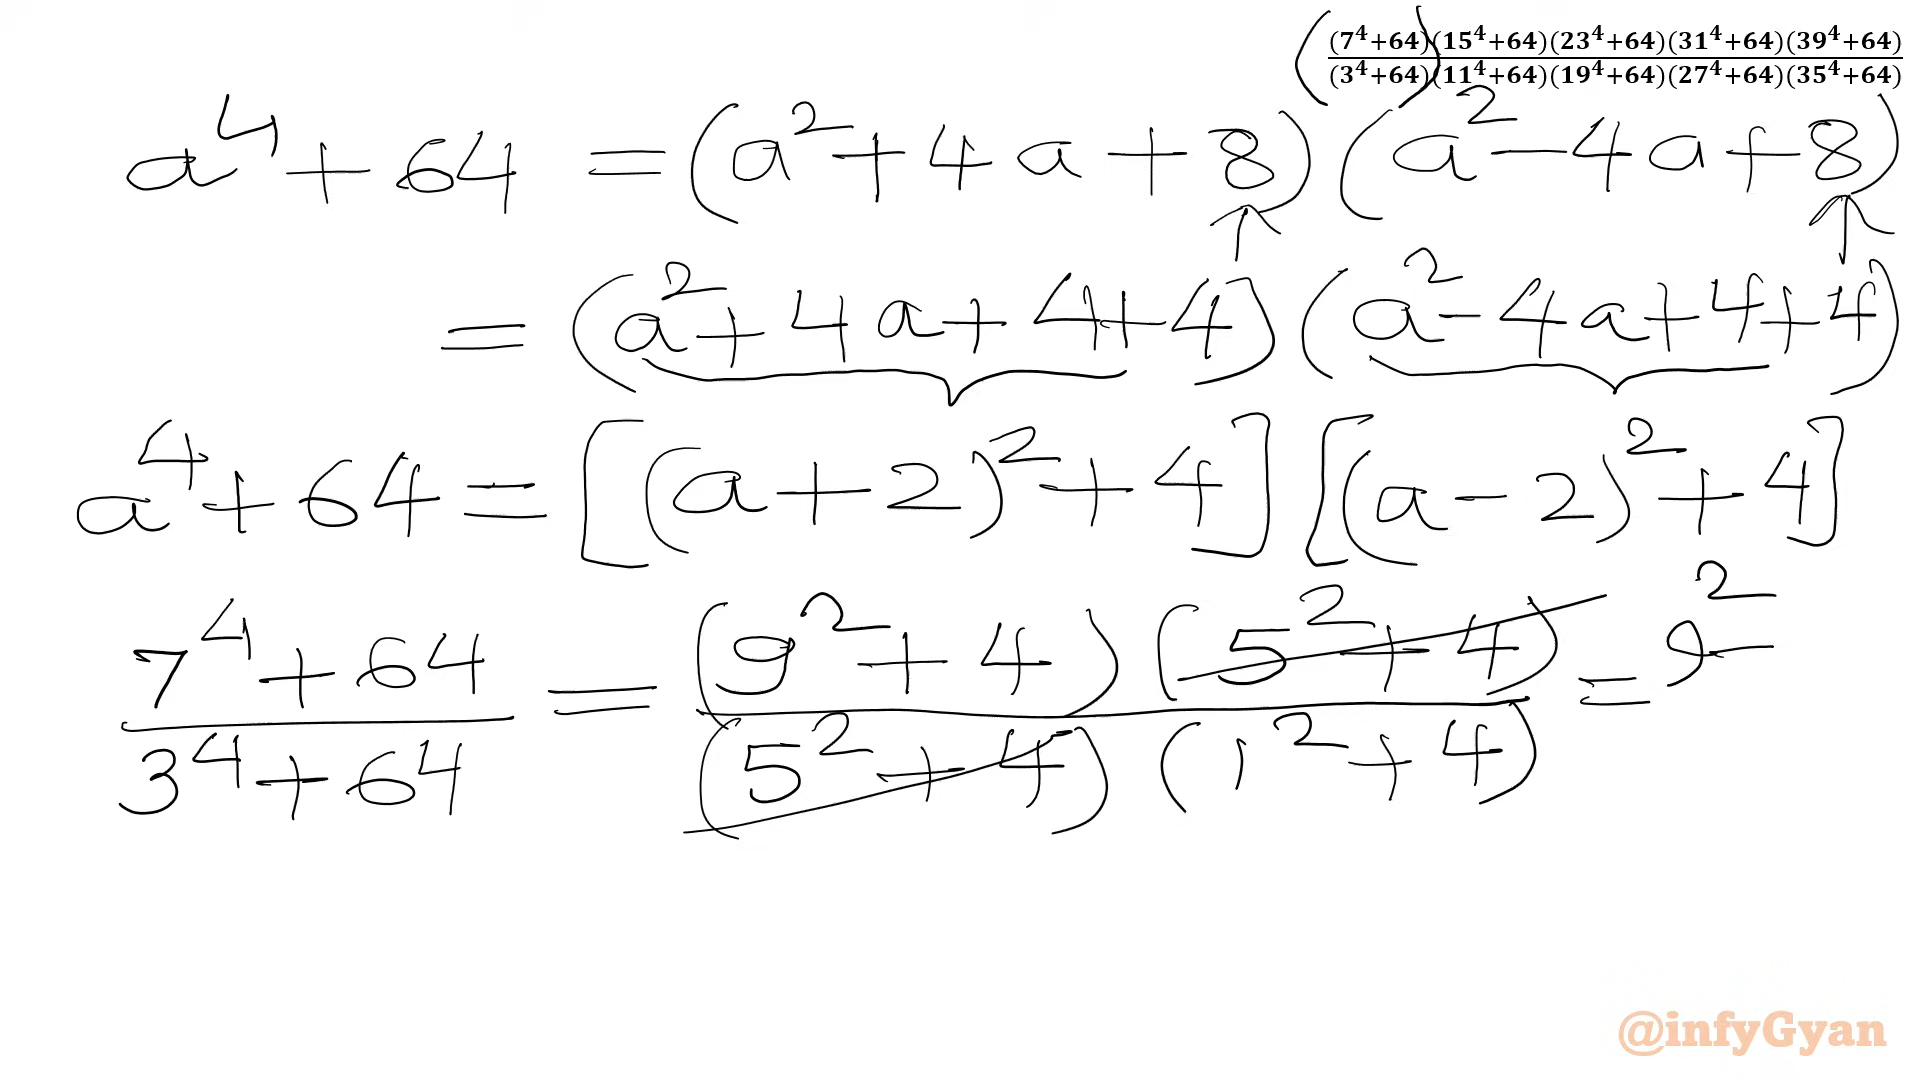 (7⁴+64)(15⁴+64)(23⁴+64)(31⁴+64)(39⁴+64)
(3⁴+64)(11⁴+64)(19⁴+64)(27⁴+64)(35⁴+64)
a⁴ + 64 = (a² + 4a + 8) (a² - 4a + 8)
= (a² + 4a + 4 + 4) (a² - 4a + 4 + 4)
a⁴ + 64 = [(a + 2)² + 4] [(a - 2)² + 4]
7⁴ + 64 = (9² + 4) (5² + 4) = 9²
3⁴ + 64 (5² + 4) (1² + 4)
@infyGyan